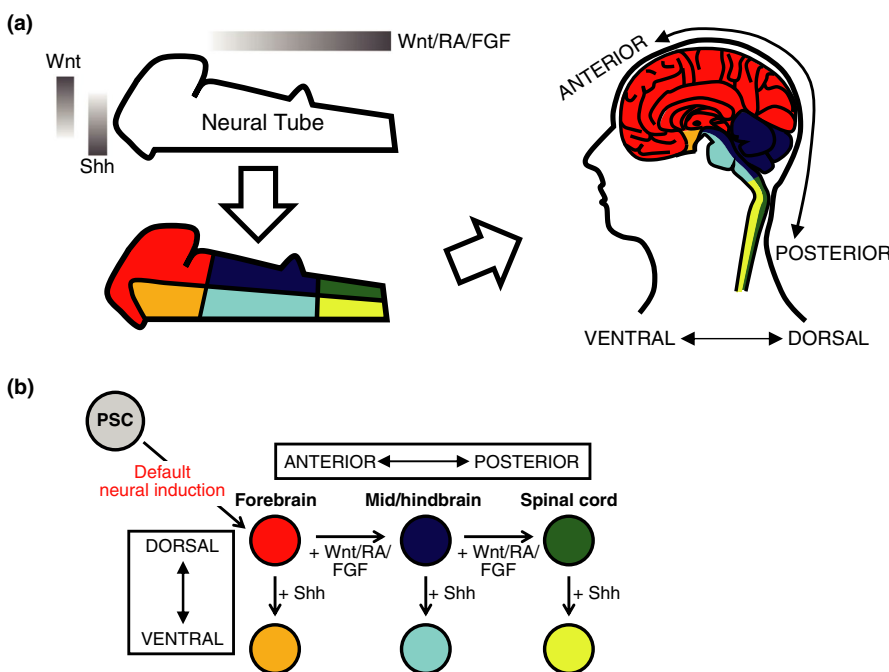 (a)
Wnt/RA/FGF
Wnt
Neural Tube
Shh
ANTERIOR
POSTERIOR
VENTRAL
DORSAL
(b)
PSC
Default
neural induction
ANTERIOR
POSTERIOR
Forebrain
Mid/hindbrain
Spinal cord
DORSAL
VENTRAL
+ Wnt/RA/
FGF
+ Wnt/RA/
FGF
+ Shh
+ Shh
+ Shh